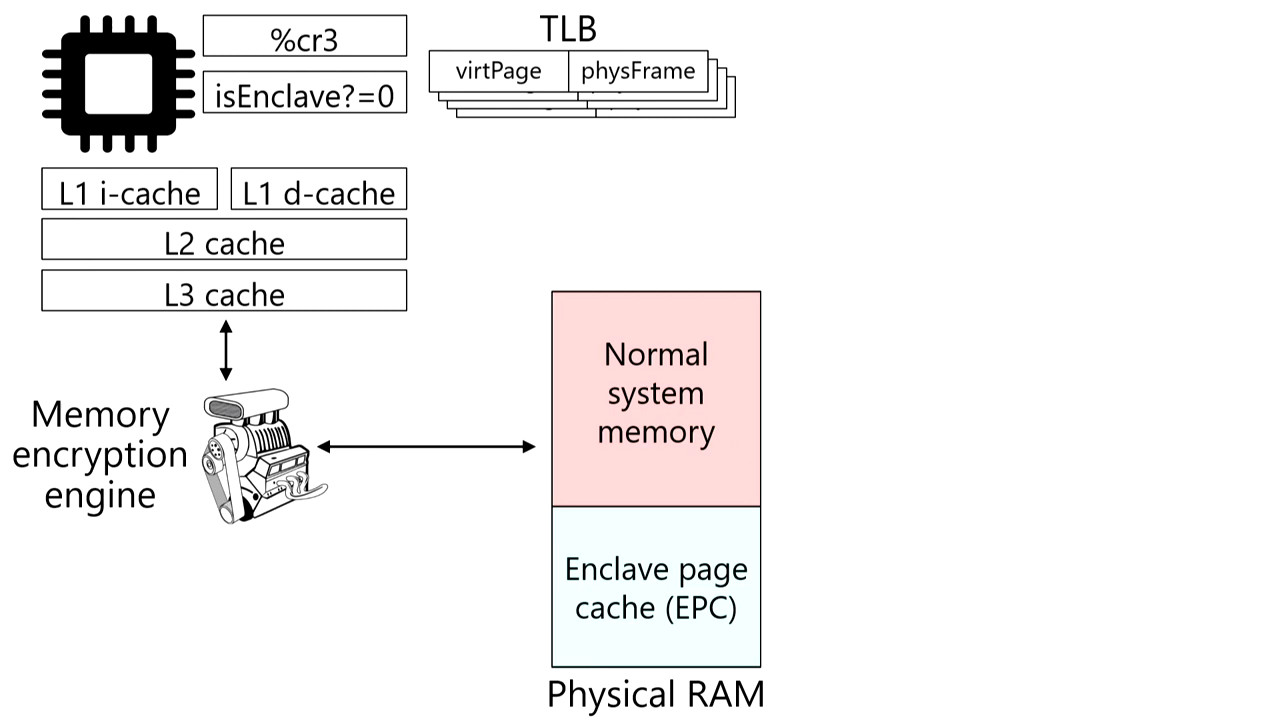 %cr3
TLB
virtPage physFrame
isEnclave?=0
L1 i-cache
L1 d-cache
L2 cache
L3 cache
Memory
encryption
engine
Normal
system
memory
Enclave page
cache (EPC)
Physical RAM